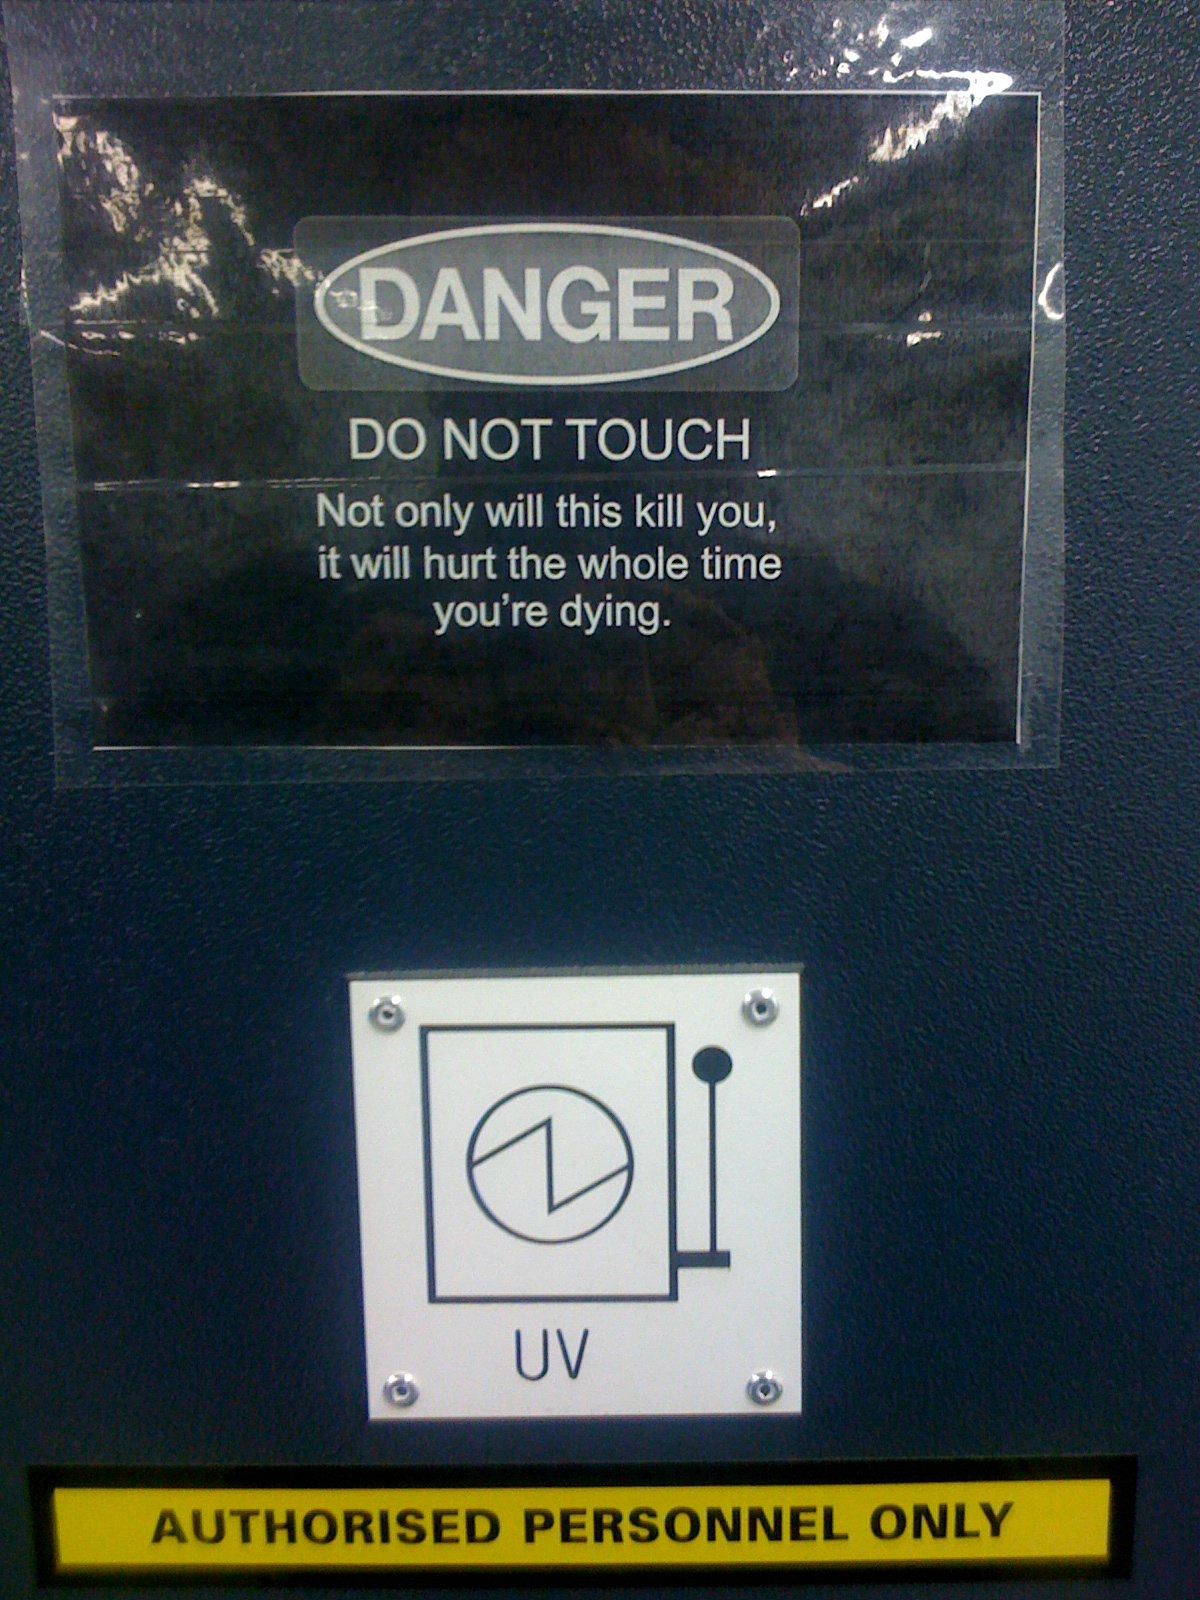 DANGER
DO NOT TOUCH
Not only will this kill you,
it will hurt the whole time
you're dying.
UV
AUTHORISED PERSONNEL ONLY